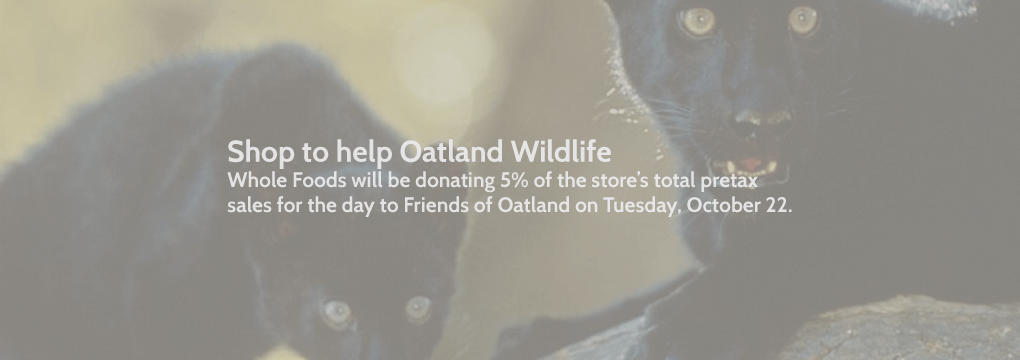 Shop to help Oatland Wildlife
Whole Foods will be donating 5% of the store's total pretax
sales for the day to Friends of Oatland on Tuesday, October 22.